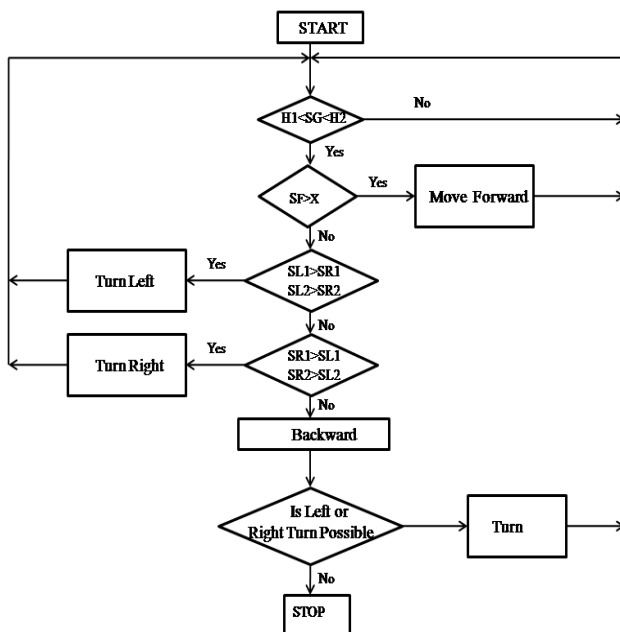 START
H1<SG<H2
No
Yes
SF>X
Yes
Move Forward
No
SL1>SR1
SL2>SR2
Yes
Turn Left
No
SR1>SL1
SR2>SL2
Yes
Turn Right
No
Backward
Is Left or
Right Turn Possible
Turn
No
STOP